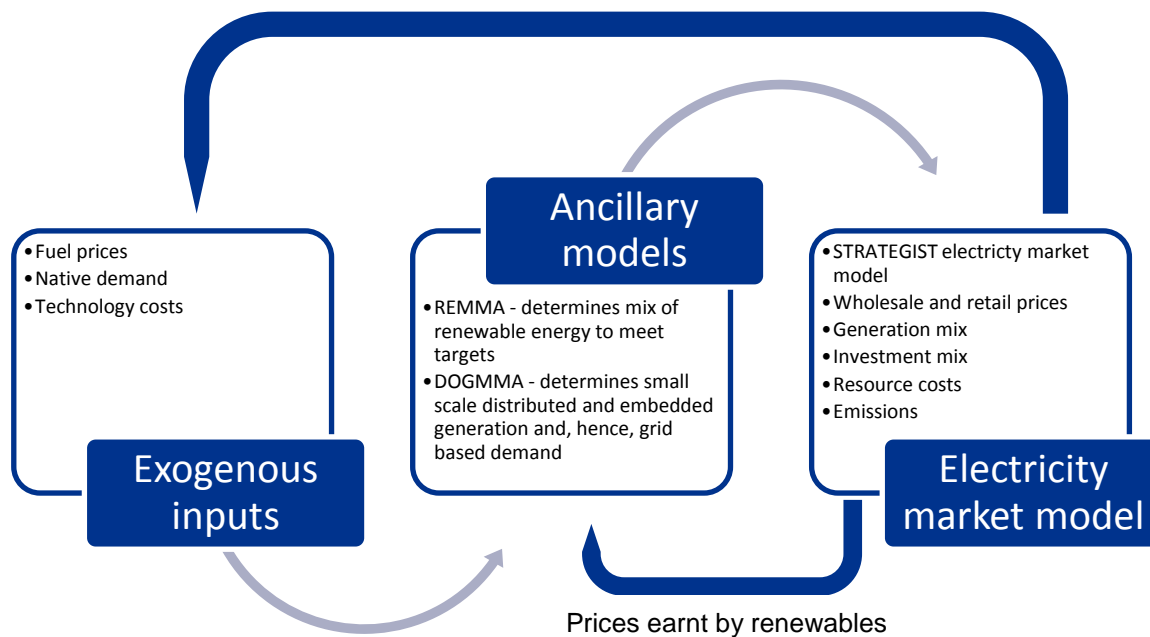 •Fuel prices
•Native demand
•Technology costs
Exogenous
inputs
Ancillary
models
•REMMA - determines mix of
renewable energy to meet
targets
•DOGMMA - determines small
scale distributed and embedded
generation and, hence, grid
based demand
•STRATEGIST electricty market
model
•Wholesale and retail prices
•Generation mix
•Investment mix
•Resource costs
•Emissions
Electricity
market model
Prices earnt by renewables